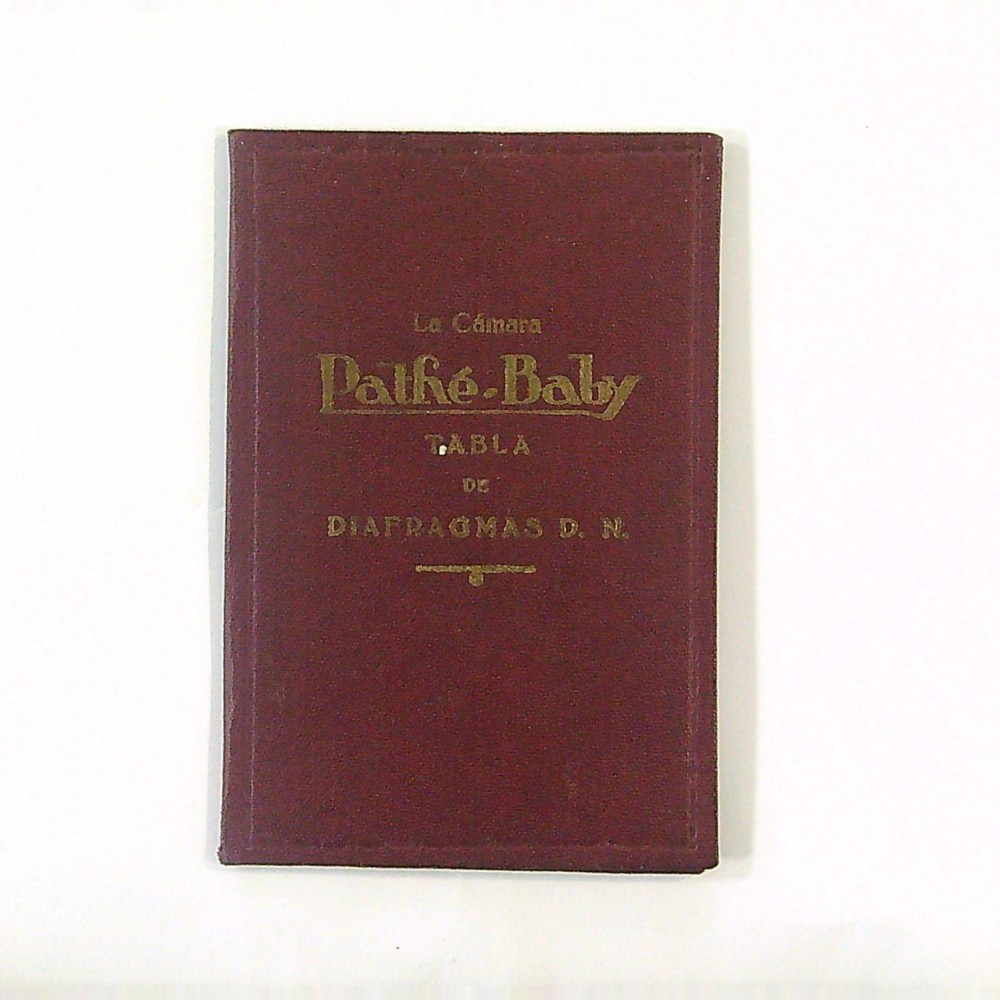 La Cámara
Pathé-Baby
TABLA
DE
DIAFRAGMAS D. N.